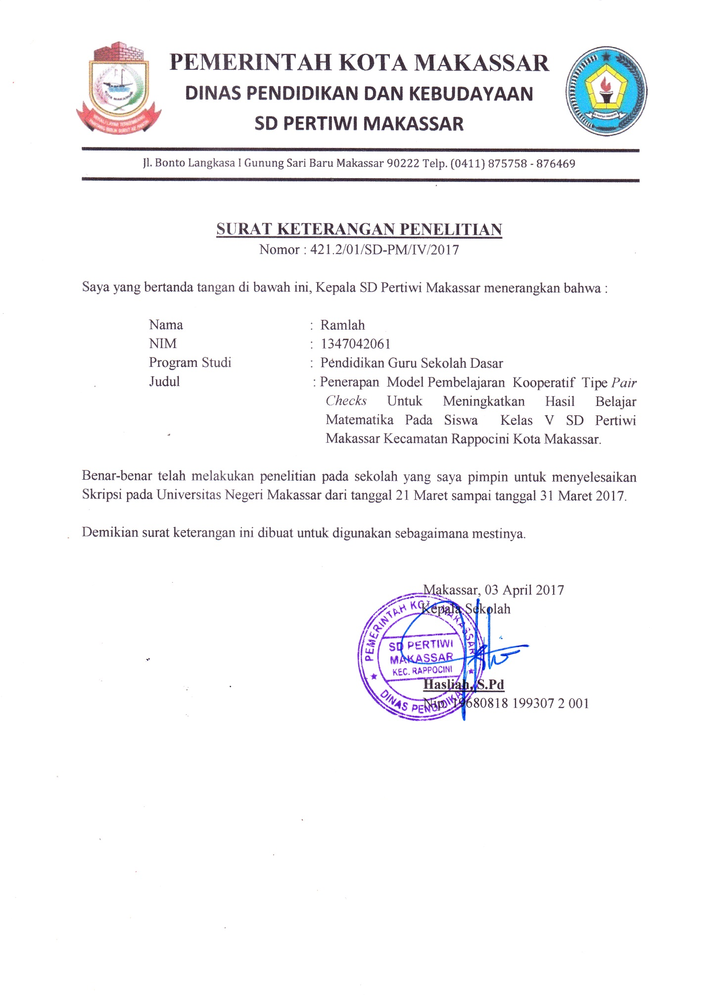 PEMERINTAH KOTA MAKASSAR
DINAS PENDIDIKAN DAN KEBUDAYAAN
SD PERTIWI MAKASSAR
KOTA MAKASSAR
Jl. Bonto Langkasa I Gunung Sari Baru Makassar 90222 Telp. (0411) 875758 - 876469
SURAT KETERANGAN PENELITIAN
Nomor : 421.2/01/SD-PM/IV/2017
Saya yang bertanda tangan di bawah ini, Kepala SD Pertiwi Makassar menerangkan bahwa :
Nama : Ramlah
NIM : 1347042061
Program Studi : Pendidikan Guru Sekolah Dasar
Judul : Penerapan Model Pembelajaran Kooperatif Tipe Pair
Checks Untuk Meningkatkan Hasil Belajar
Matematika Pada Siswa Kelas V SD Pertiwi
Makassar Kecamatan Rappocini Kota Makassar.
Benar-benar telah melakukan penelitian pada sekolah yang saya pimpin untuk menyelesaikan
Skripsi pada Universitas Negeri Makassar dari tanggal 21 Maret sampai tanggal 31 Maret 2017.
Demikian surat keterangan ini dibuat untuk digunakan sebagaimana mestinya.
Makassar, 03 April 2017
Kepala Sekolah
PEMERINTAH KOTA MAKASSAR
SD PERTIWI
MAKASSAR
KEC. RAPPOCINI
DINAS PENDIDIKAN
Hasliah, S.Pd
Nip. 19680818 199307 2 001